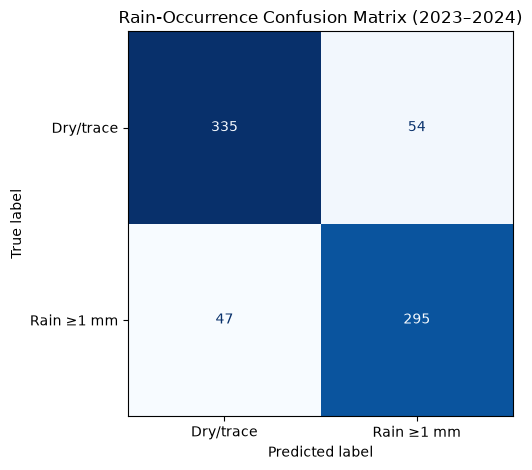 Rain-Occurrence Confusion Matrix (2023–2024)
Dry/trace
335
54
True label
Rain ≥1 mm
47
295
Dry/trace
Rain ≥1 mm
Predicted label